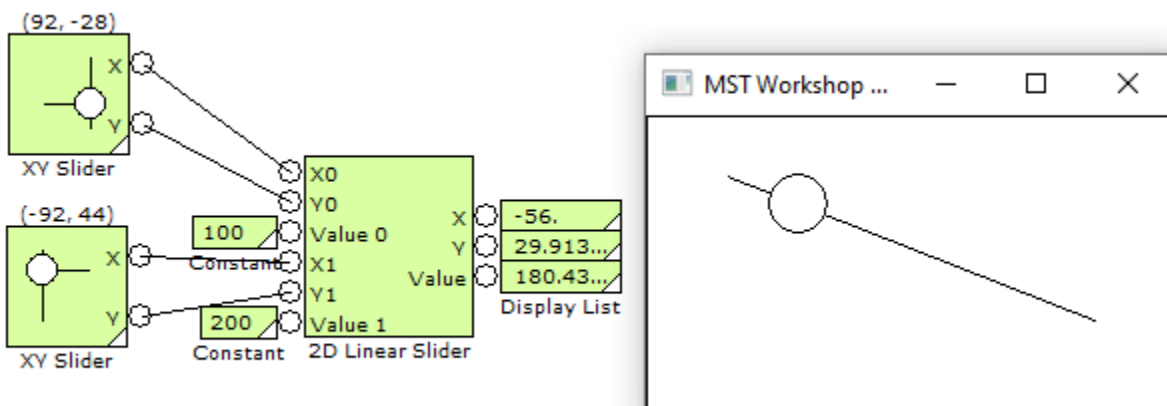 (92, -28)
X
Y
XY Slider
(-92, 44)
X
Y
XY Slider
100
Constant
200
Constant
X0
Y0
Value 0
X1
Y1
Value 1
X
Y
Value
2D Linear Slider
-56.
29.913...
180.43...
Display List
MST Workshop ...